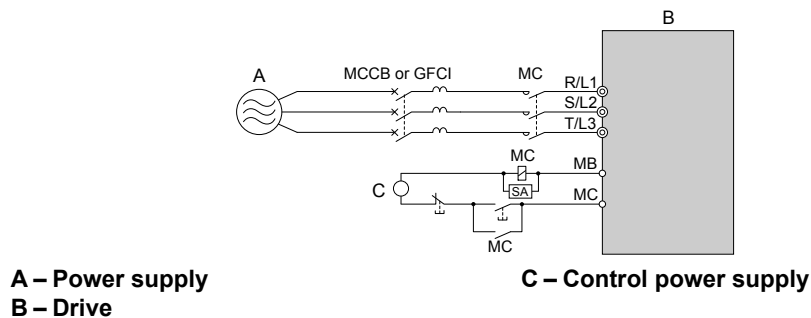 B
A
MCCB or GFCI
MC
R/L1
S/L2
T/L3
MC
MB
C
SA
MC
MC
A – Power supply
C – Control power supply
B – Drive